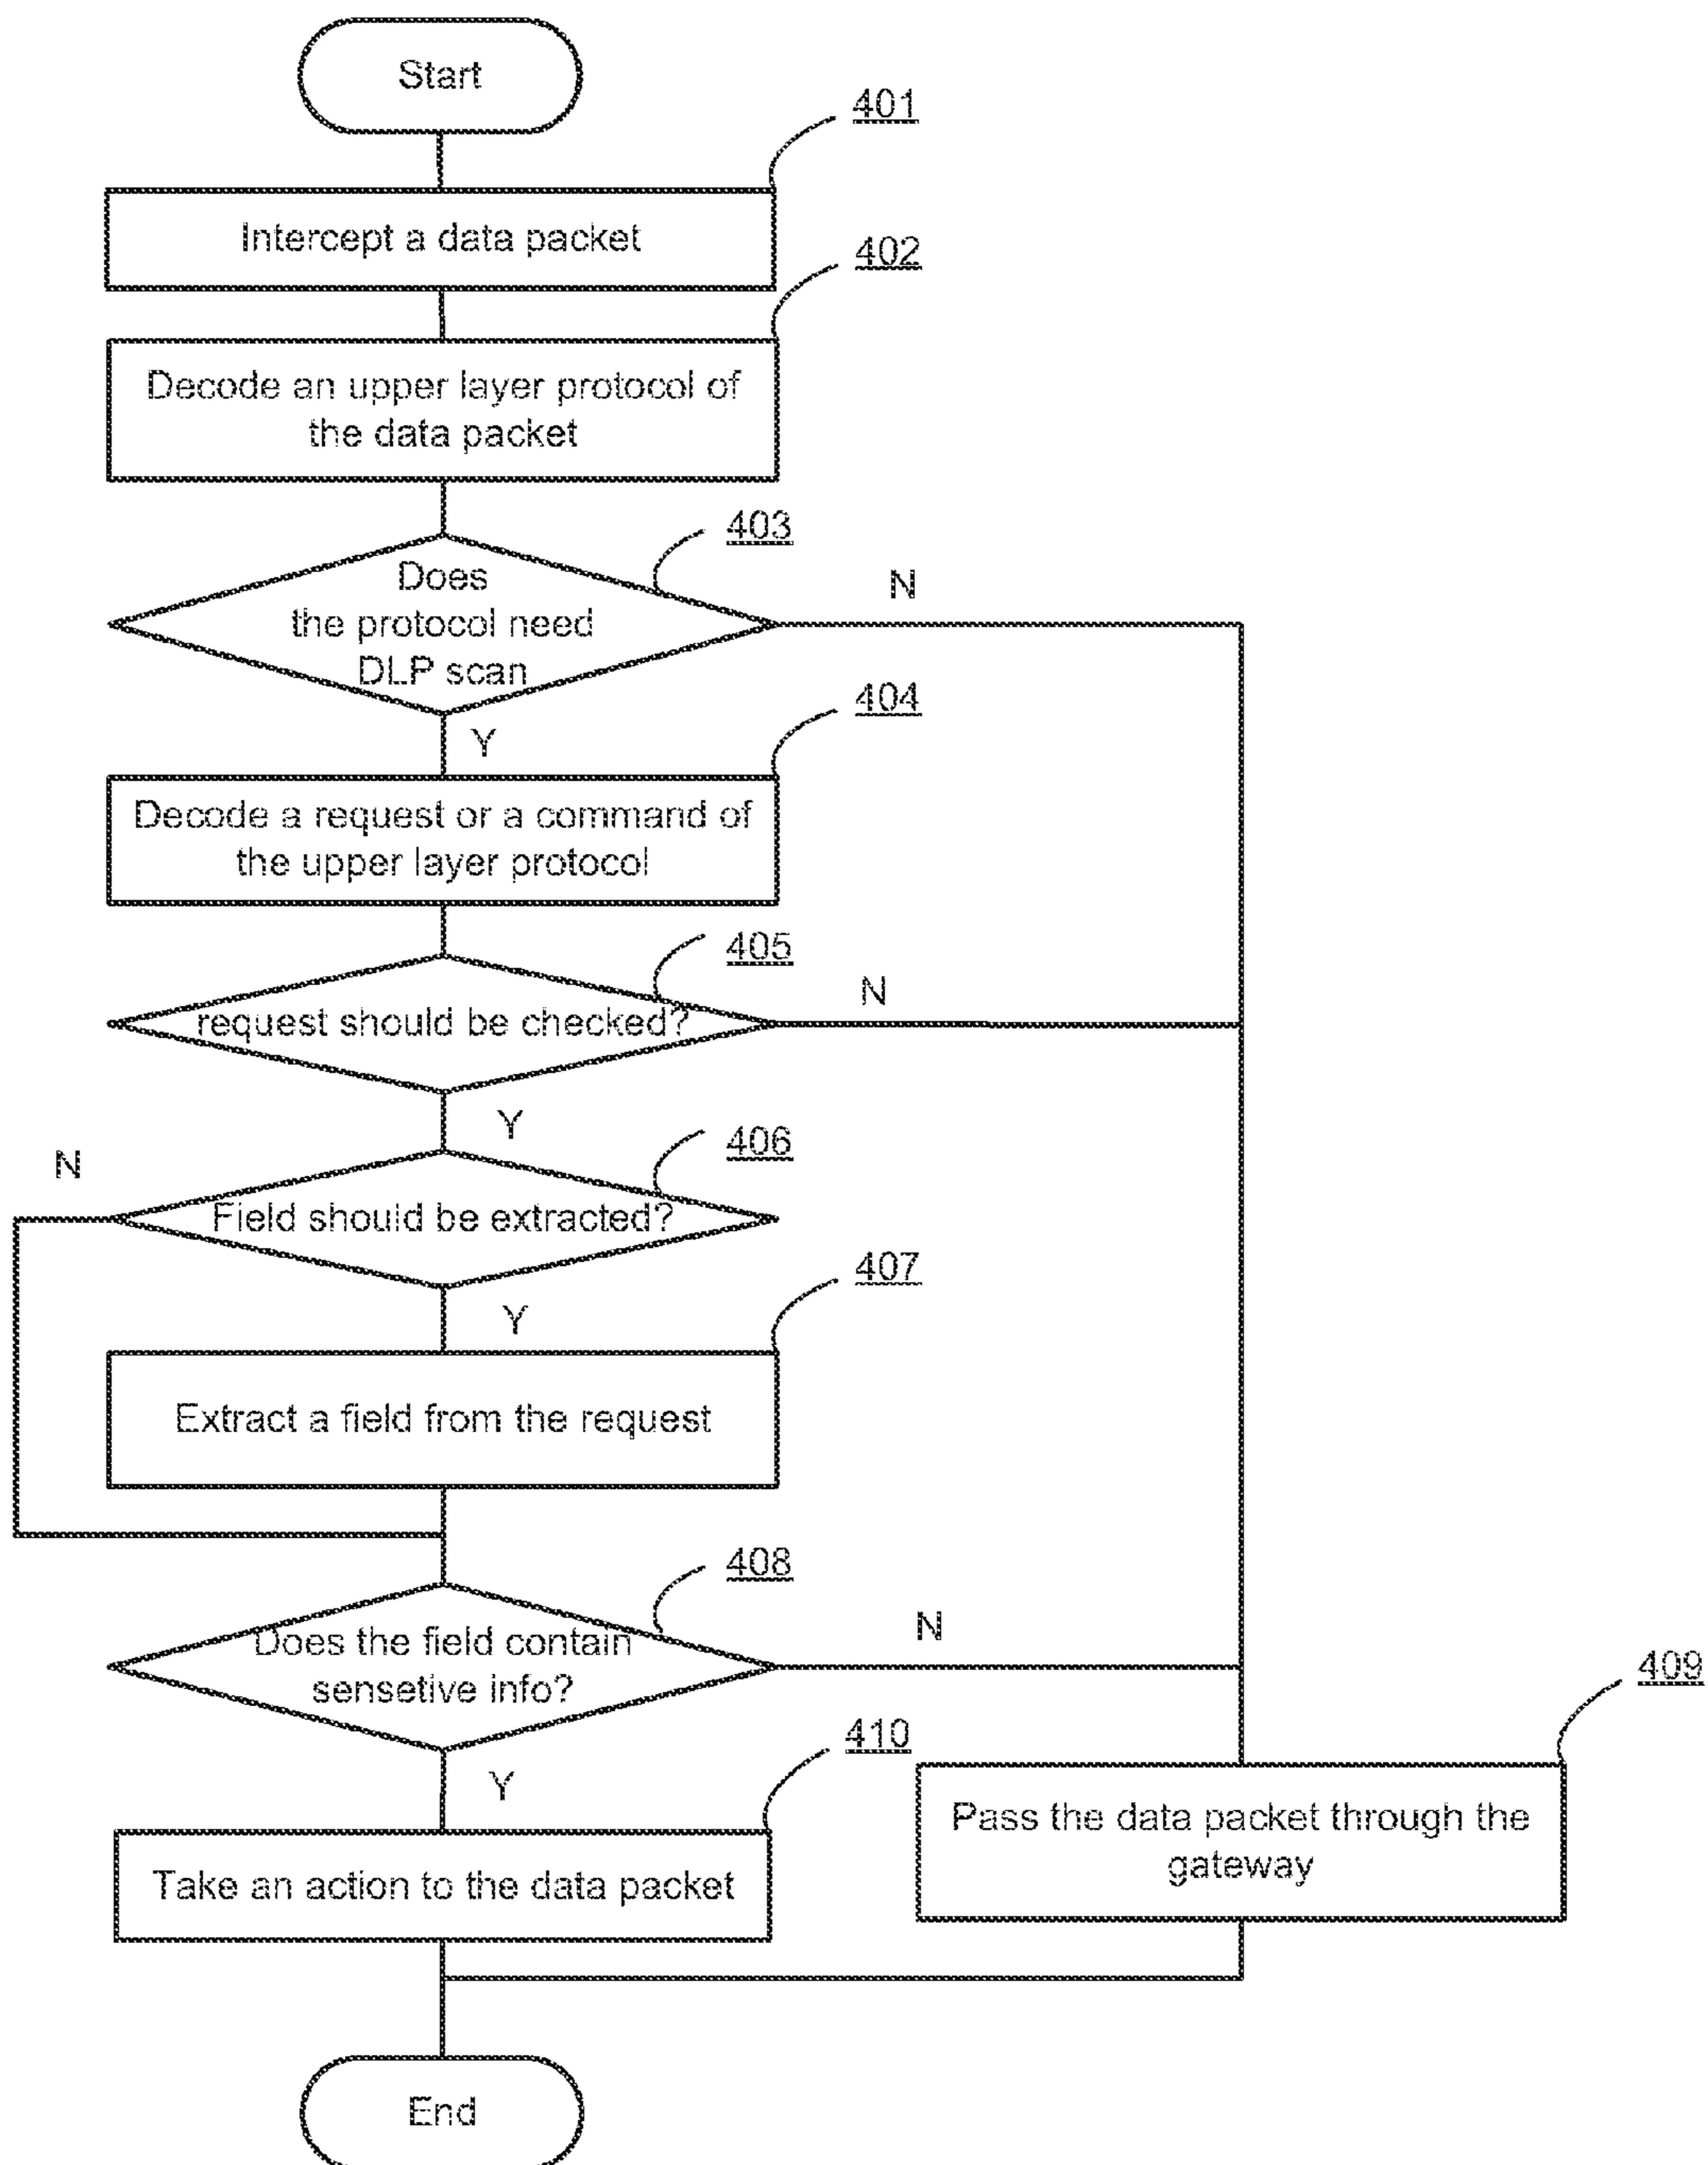 Start
401
Intercept a data packet
402
Decode an upper layer protocol of
the data packet
403
Does
the protocol need
DLP scan
N
Y
404
Decode a request or a command of
the upper layer protocol
405
request should be checked?
N
Y
406
N
Field should be extracted?
Y
407
Extract a field from the request
408
Does the field contain
sensetive info?
N
Y
409
Pass the data packet through the
gateway
410
Take an action to the data packet
End